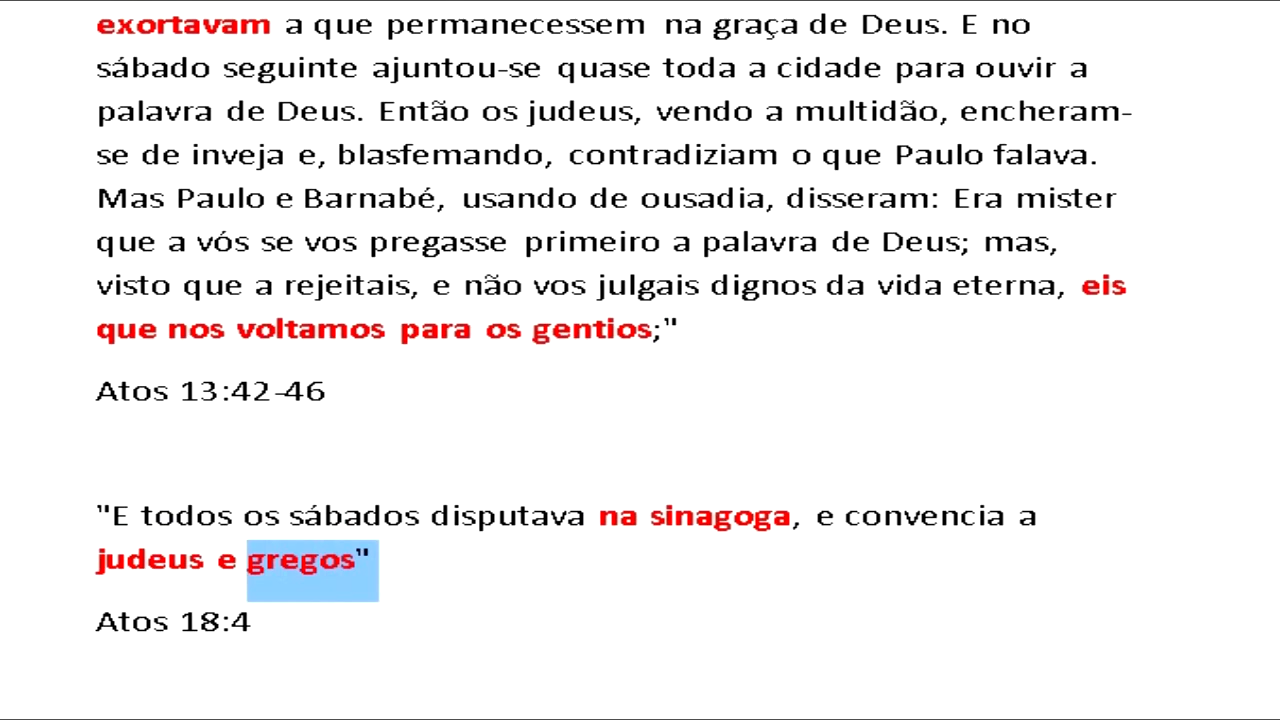 exortavam a que permanecessem na graça de Deus. E no
sábado seguinte ajuntou-se quase toda a cidade para ouvir a
palavra de Deus. Então os judeus, vendo a multidão, encheram-
se de inveja e, blasfemando, contradiziam o que Paulo falava.
Mas Paulo e Barnabé, usando de ousadia, disseram: Era mister
que a vós se vos pregasse primeiro a palavra de Deus; mas,
visto que a rejeitais, e não vos julgais dignos da vida eterna, eis
que nos voltamos para os gentios;"
Atos 13:42-46
"E todos os sábados disputava na sinagoga, e convencia a
judeus e gregos"
Atos 18:4